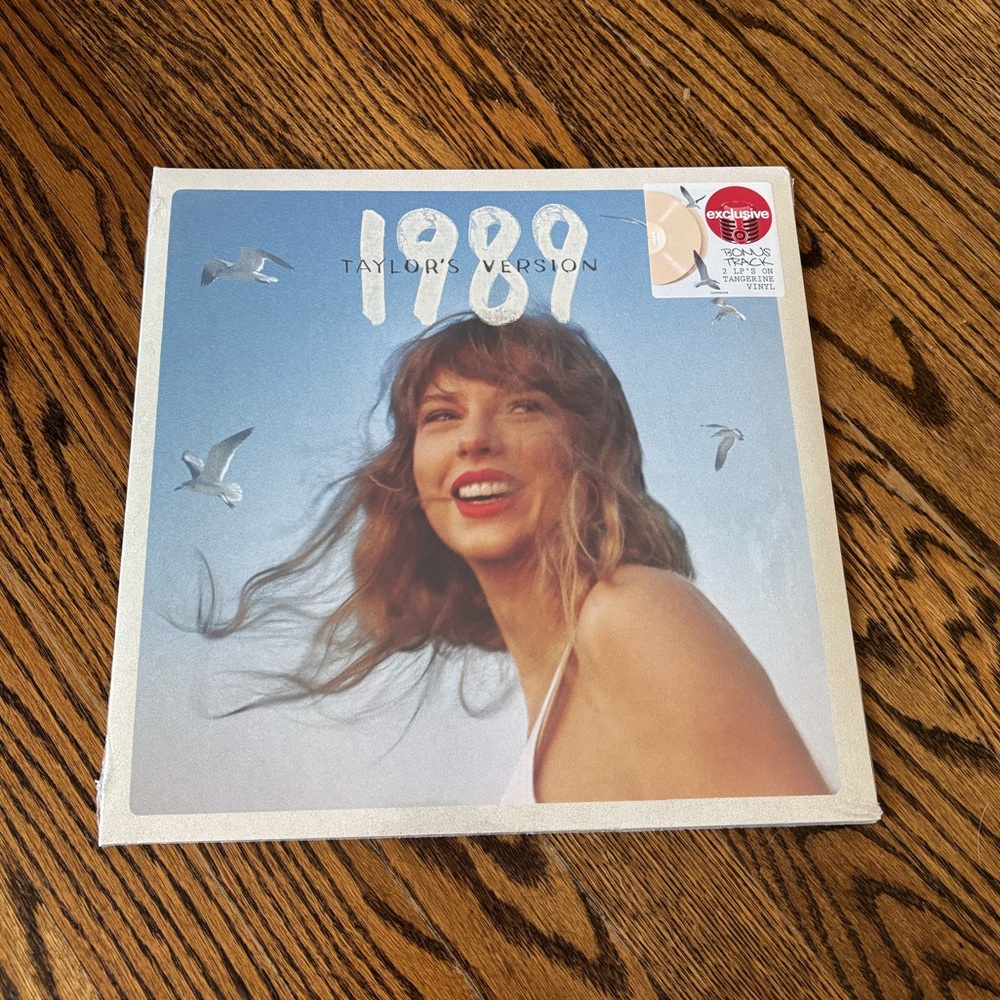 1989
TAYLOR'S VERSION
exclusive
BONUS
TRACK
2 LP'S ON
TANGERINE
VINYL